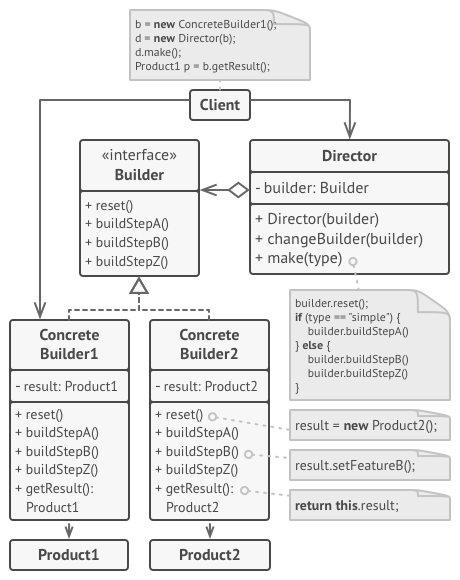 b = new ConcreteBuilder1();
d = new Director(b);
d.make();
Product1 p = b.getResult();
Client
«interface»
Builder
+ reset()
+ buildStepA()
+ buildStepB()
+ buildStepZ()
Director
- builder: Builder
+ Director(builder)
+ changeBuilder(builder)
+ make(type)
builder.reset();
if (type == "simple") {
builder.buildStepA()
} else {
builder.buildStepB()
builder.buildStepZ()
}
Concrete
Builder1
- result: Product1
+ reset()
+ buildStepA()
+ buildStepB()
+ buildStepZ()
+ getResult():
Product1
Concrete
Builder2
- result: Product2
+ reset()
+ buildStepA()
+ buildStepB()
+ buildStepZ()
+ getResult():
Product2
result = new Product2();
result.setFeatureB();
return this.result;
Product1
Product2